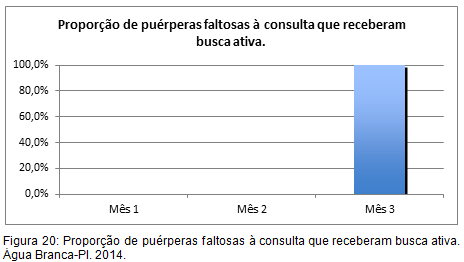 Proporção de puérperas faltosas à consulta que receberam
busca ativa.
100,0%
80,0%
60,0%
40,0%
20,0%
0,0%
Mês 1 Mês 2 Mês 3
Figura 20: Proporção de puérperas faltosas à consulta que receberam busca ativa.
Água Branca-PI. 2014.